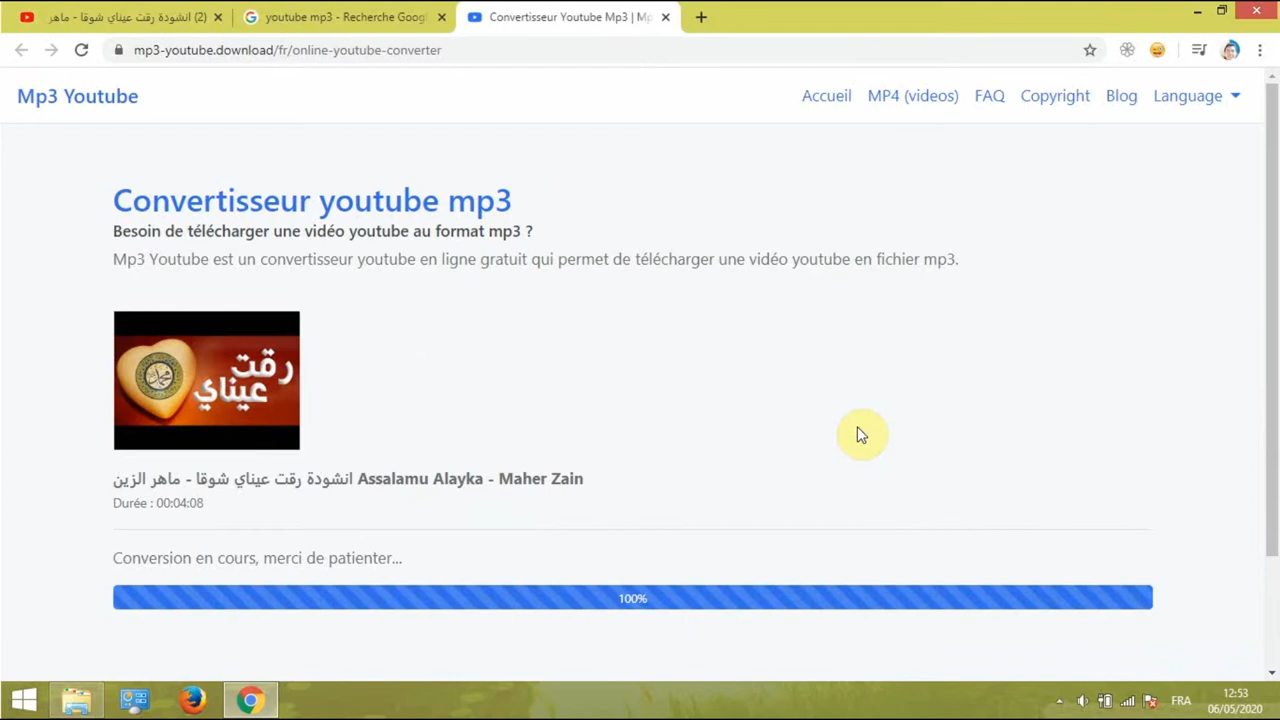 (2) انشودة رقت عيناي شوقا - ماهر
youtube mp3 - Recherche Goog
Convertisseur Youtube Mp3 | Mp
mp3-youtube.download/fr/online-youtube-converter
Mp3 Youtube
Accueil MP4 (videos) FAQ Copyright Blog Language
Convertisseur youtube mp3
Besoin de télécharger une vidéo youtube au format mp3 ?
Mp3 Youtube est un convertisseur youtube en ligne gratuit qui permet de télécharger une vidéo youtube en fichier mp3.
رقت
عيناي
محمد
انشودة رقت عيناي شوقا - ماهر الزين Assalamu Alayka - Maher Zain
Durée : 00:04:08
Conversion en cours, merci de patienter...
100%
FRA
12:53
06/05/2020